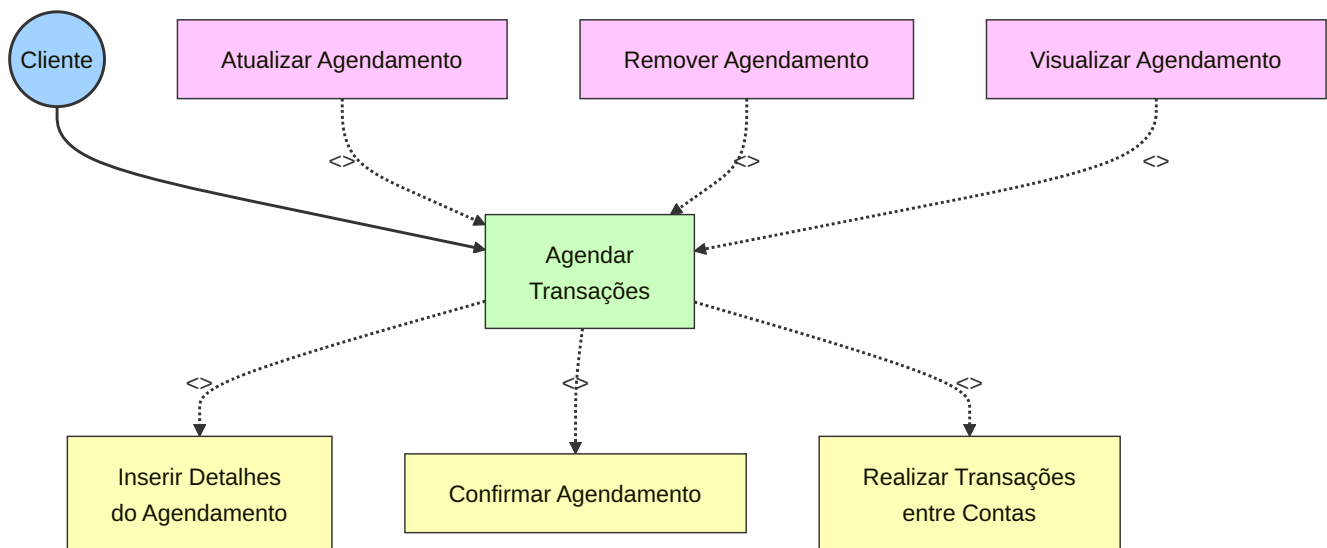 Cliente
Atualizar Agendamento
Remover Agendamento
Visualizar Agendamento
<>
<>
<>
Agendar
Transações
<>
<>
<>
Inserir Detalhes
do Agendamento
Confirmar Agendamento
Realizar Transações
entre Contas